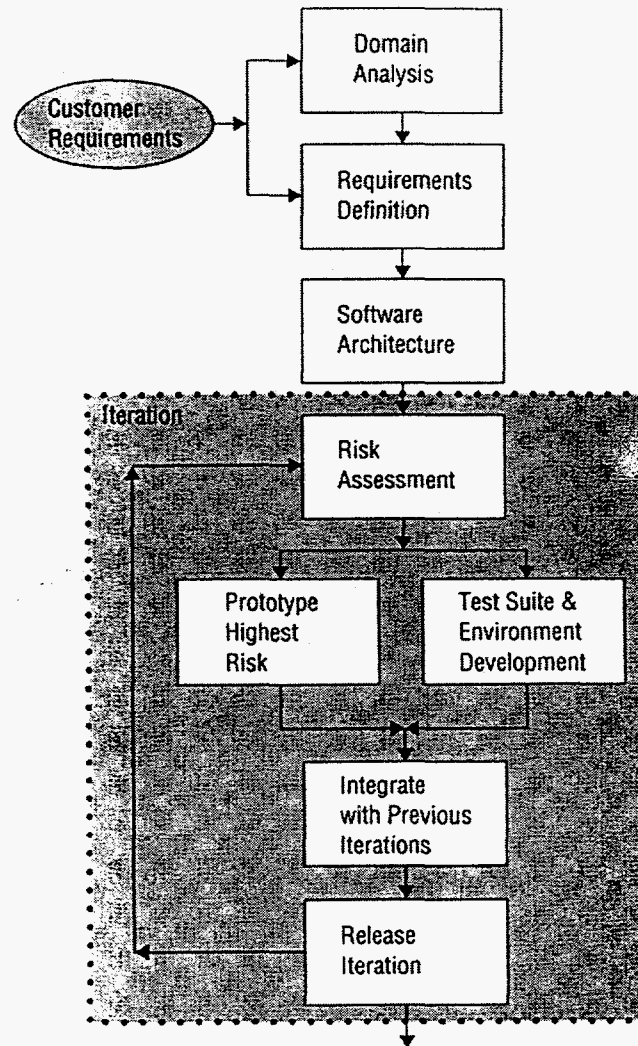 Domain
Analysis
Customer
Requirements
Requirements
Definition
Software
Architecture
Iteration
Risk
Assessment
Prototype
Highest
Risk
Test Suite &
Environment
Development
Integrate
with Previous
Iterations
Release
Iteration